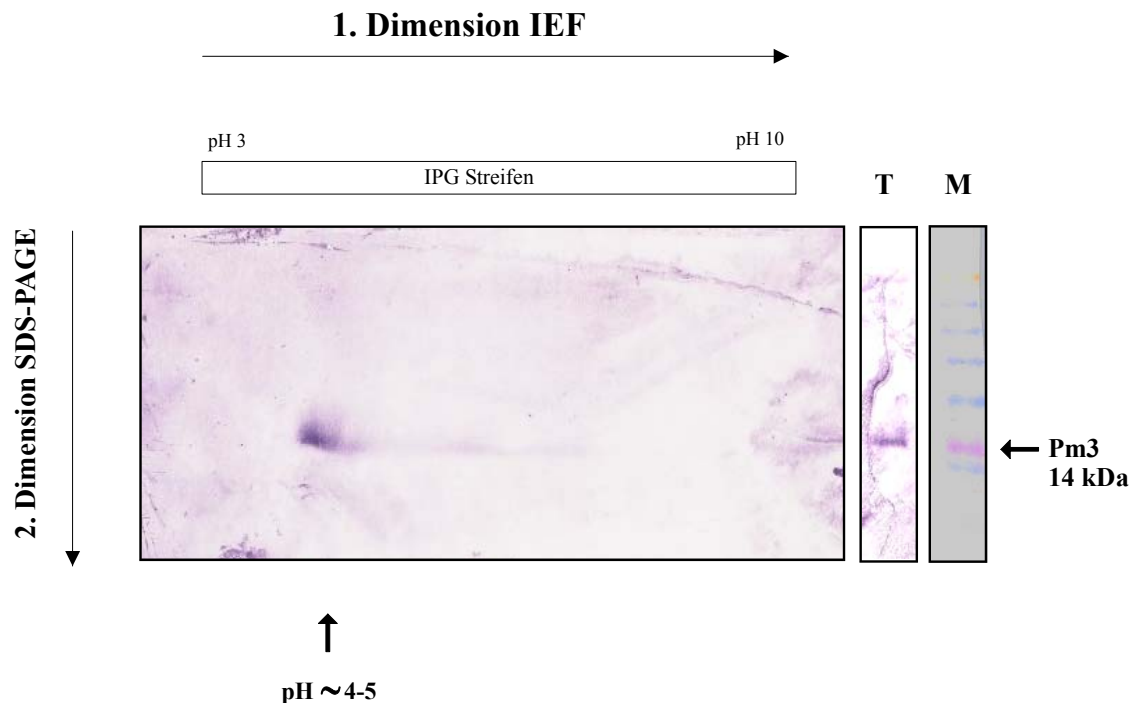 1. Dimension IEF
pH 3
pH 10
IPG Streifen
T
M
2. Dimension SDS-PAGE
Pm3
14 kDa
pH ~4-5